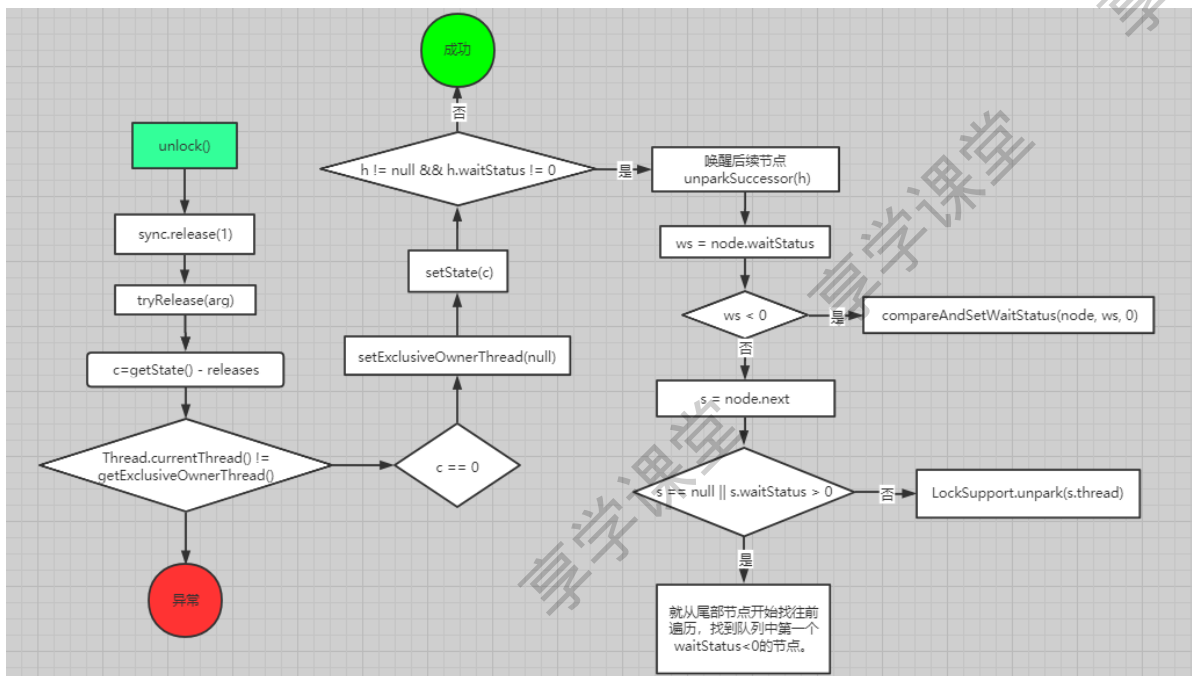 unlock()
sync.release(1)
tryRelease(arg)
c=getState() - releases
Thread.currentThread() !=
getExclusiveOwnerThread()
异常
c == 0
setExclusiveOwnerThread(null)
setState(c)
h != null && h.waitStatus != 0
否
成功
是
唤醒后续节点
unparkSuccessor(h)
ws = node.waitStatus
ws < 0
是
compareAndSetWaitStatus(node, ws, 0)
否
s = node.next
s == null || s.waitStatus > 0
否
LockSupport.unpark(s.thread)
是
就从尾部节点开始找往前
遍历，找到队列中第一个
waitStatus<0的节点。
享学课堂
享学课堂
享